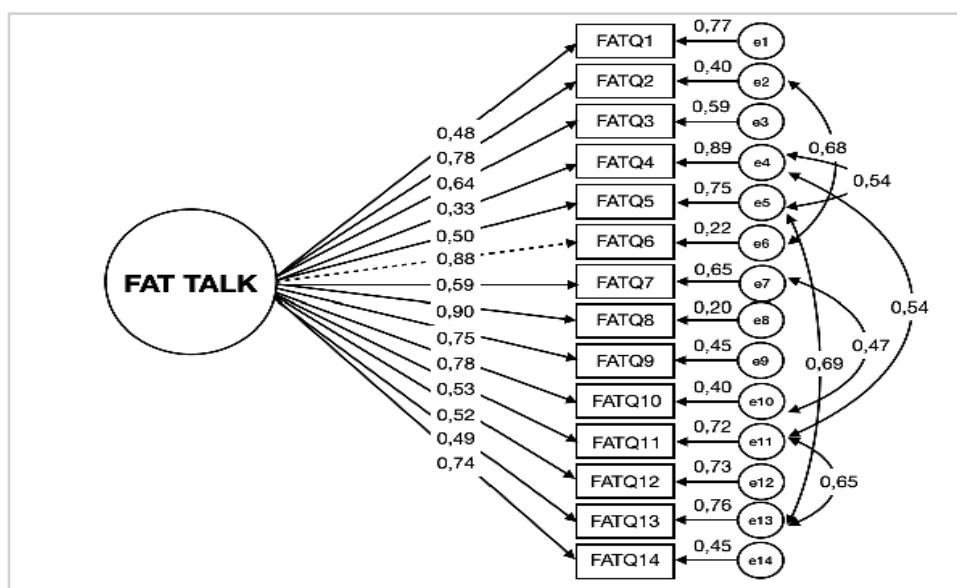 FAT TALK
0,48
0,78
0,64
0,33
0,50
0,88
0,59
0,90
0,75
0,78
0,53
0,52
0,49
0,74
FATQ1 0,77 e1
FATQ2 0,40 e2
FATQ3 0,59 e3
FATQ4 0,89 e4
FATQ5 0,75 e5
FATQ6 0,22 e6
FATQ7 0,65 e7
FATQ8 0,20 e8
FATQ9 0,45 e9
FATQ10 0,40 e10
FATQ11 0,72 e11
FATQ12 0,73 e12
FATQ13 0,76 e13
FATQ14 0,45 e14
0,68
0,54
0,54
0,47
0,69
0,65